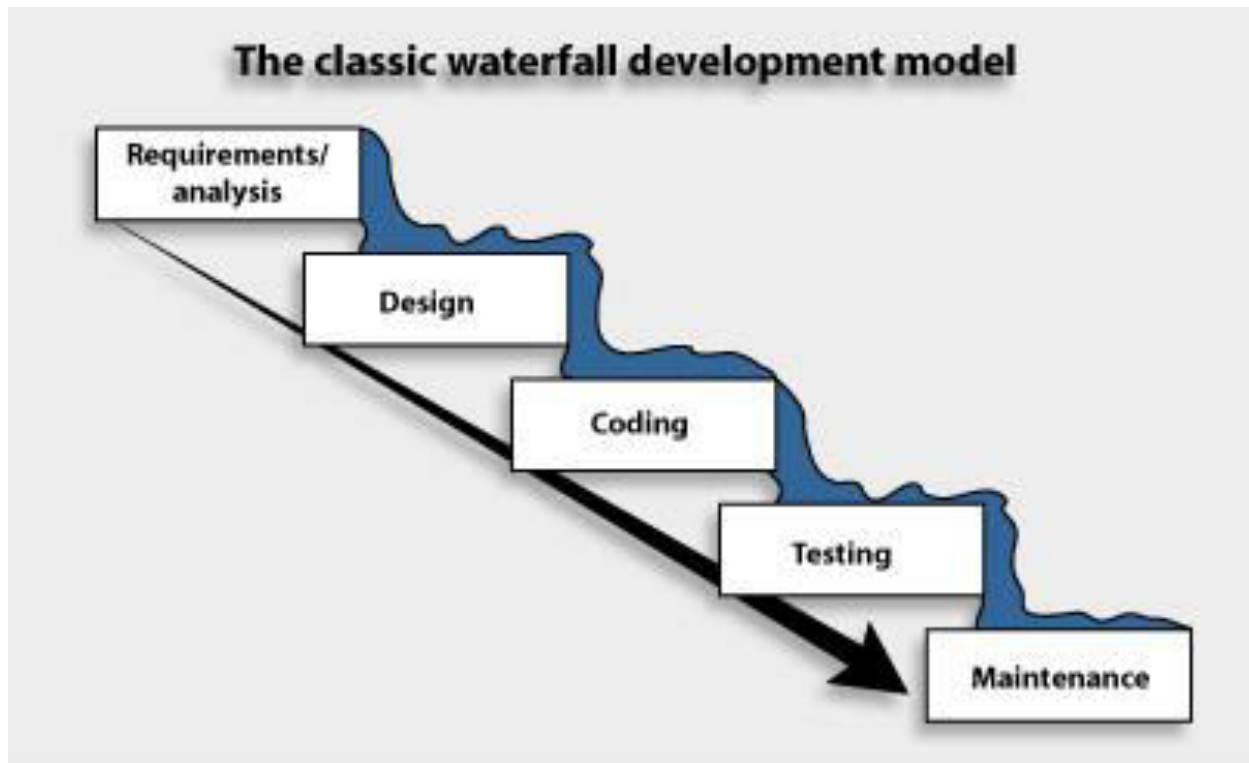 The classic waterfall development model
Requirements/
analysis
Design
Coding
Testing
Maintenance